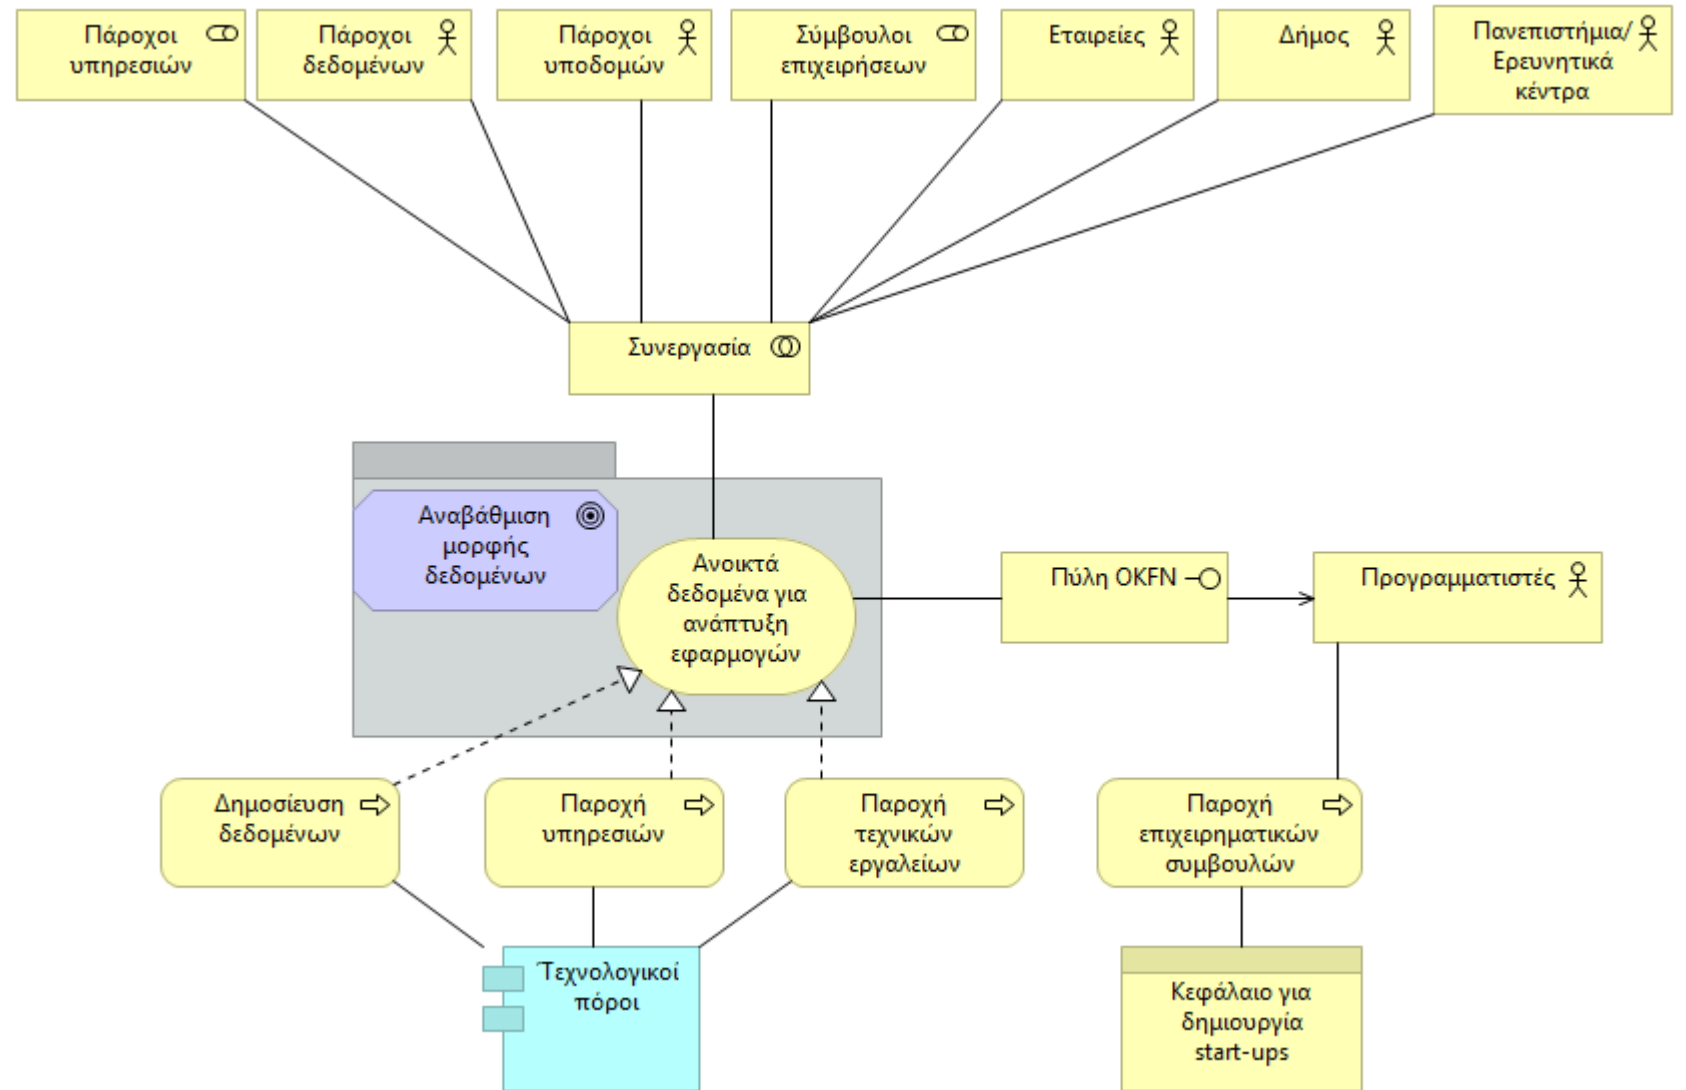 Πάροχοι
υπηρεσιών
Πάροχοι
δεδομένων
Πάροχοι
υποδομών
Σύμβουλοι
επιχειρήσεων
Εταιρείες
Δήμος
Πανεπιστήμια/
Ερευνητικά
κέντρα
Συνεργασία
Αναβάθμιση
μορφής
δεδομένων
Ανοικτά
δεδομένα για
ανάπτυξη
εφαρμογών
Πύλη OKFN
Προγραμματιστές
Δημοσίευση
δεδομένων
Παροχή
υπηρεσιών
Παροχή
τεχνικών
εργαλείων
Παροχή
επιχειρηματικών
συμβουλών
Τεχνολογικοί
πόροι
Κεφάλαιο για
δημιουργία
start-ups